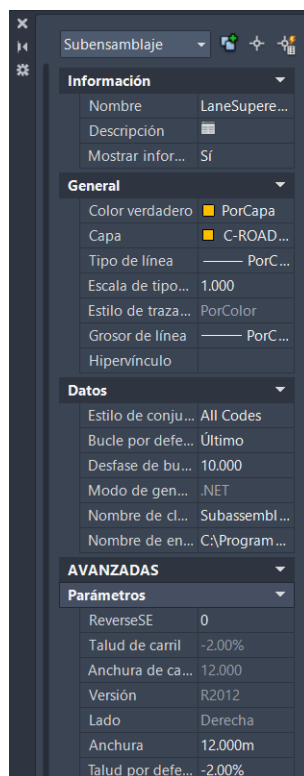 Subensamblaje
Información
Nombre LaneSupere...
Descripción
Mostrar infor... Sí
General
Color verdadero PorCapa
Capa C-ROAD...
Tipo de línea PorC...
Escala de tipo... 1.000
Estilo de traza... PorColor
Grosor de línea PorC...
Hipervínculo
Datos
Estilo de conju... All Codes
Bucle por defe... Último
Desfase de bu... 10.000
Modo de gen... .NET
Nombre de cl... Subassembl...
Nombre de en... C:\Program...
AVANZADAS
Parámetros
ReverseSE 0
Talud de carril -2.00%
Anchura de ca... 12.000
Versión R2012
Lado Derecha
Anchura 12.000m
Talud por defe... -2.00%